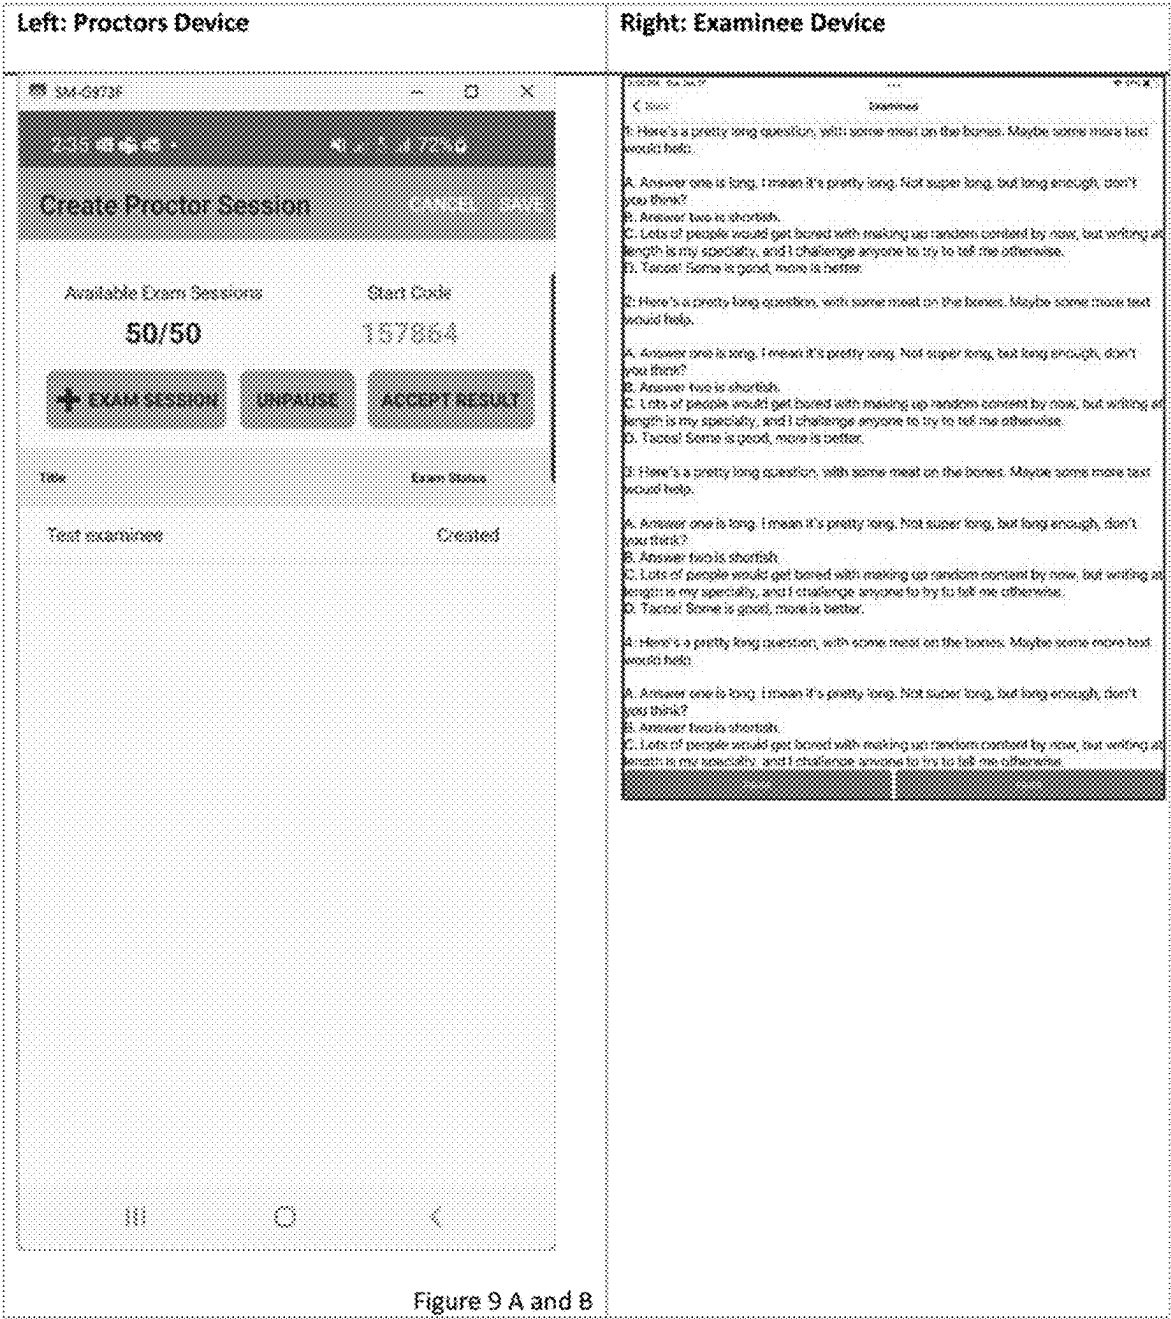 Left: Proctors Device
Right: Examinee Device
SM-G973F
72%
Create Proctor Session
Available Exam Sessions
Start Code
50/50
157864
EXAM SESSION
UNPAUSE
ACCEPT RESULT
Title
Exam Status
Test examinee
Created
Figure 9 A and B
Examinee
1: Here's a pretty long question, with some meat on the bones. Maybe some more text
would help.
A. Answer one is long. I mean it's pretty long. Not super long, but long enough, don't
you think?
B. Answer two is shortish.
C. Lots of people would get bored with making up random content by now, but writing at
length is my specialty, and I challenge anyone to try to tell me otherwise.
D. Tacos! Some is good, more is better.
2: Here's a pretty long question, with some meat on the bones. Maybe some more text
would help.
A. Answer one is long. I mean it's pretty long. Not super long, but long enough, don't
you think?
B. Answer two is shortish.
C. Lots of people would get bored with making up random content by now, but writing at
length is my specialty, and I challenge anyone to try to tell me otherwise.
D. Tacos! Some is good, more is better.
3: Here's a pretty long question, with some meat on the bones. Maybe some more text
would help.
A. Answer one is long. I mean it's pretty long. Not super long, but long enough, don't
you think?
B. Answer two is shortish.
C. Lots of people would get bored with making up random content by now, but writing at
length is my specialty, and I challenge anyone to try to tell me otherwise.
D. Tacos! Some is good, more is better.
4: Here's a pretty long question, with some meat on the bones. Maybe some more text
would help.
A. Answer one is long. I mean it's pretty long. Not super long, but long enough, don't
you think?
B. Answer two is shortish.
C. Lots of people would get bored with making up random content by now, but writing at
length is my specialty, and I challenge anyone to try to tell me otherwise.